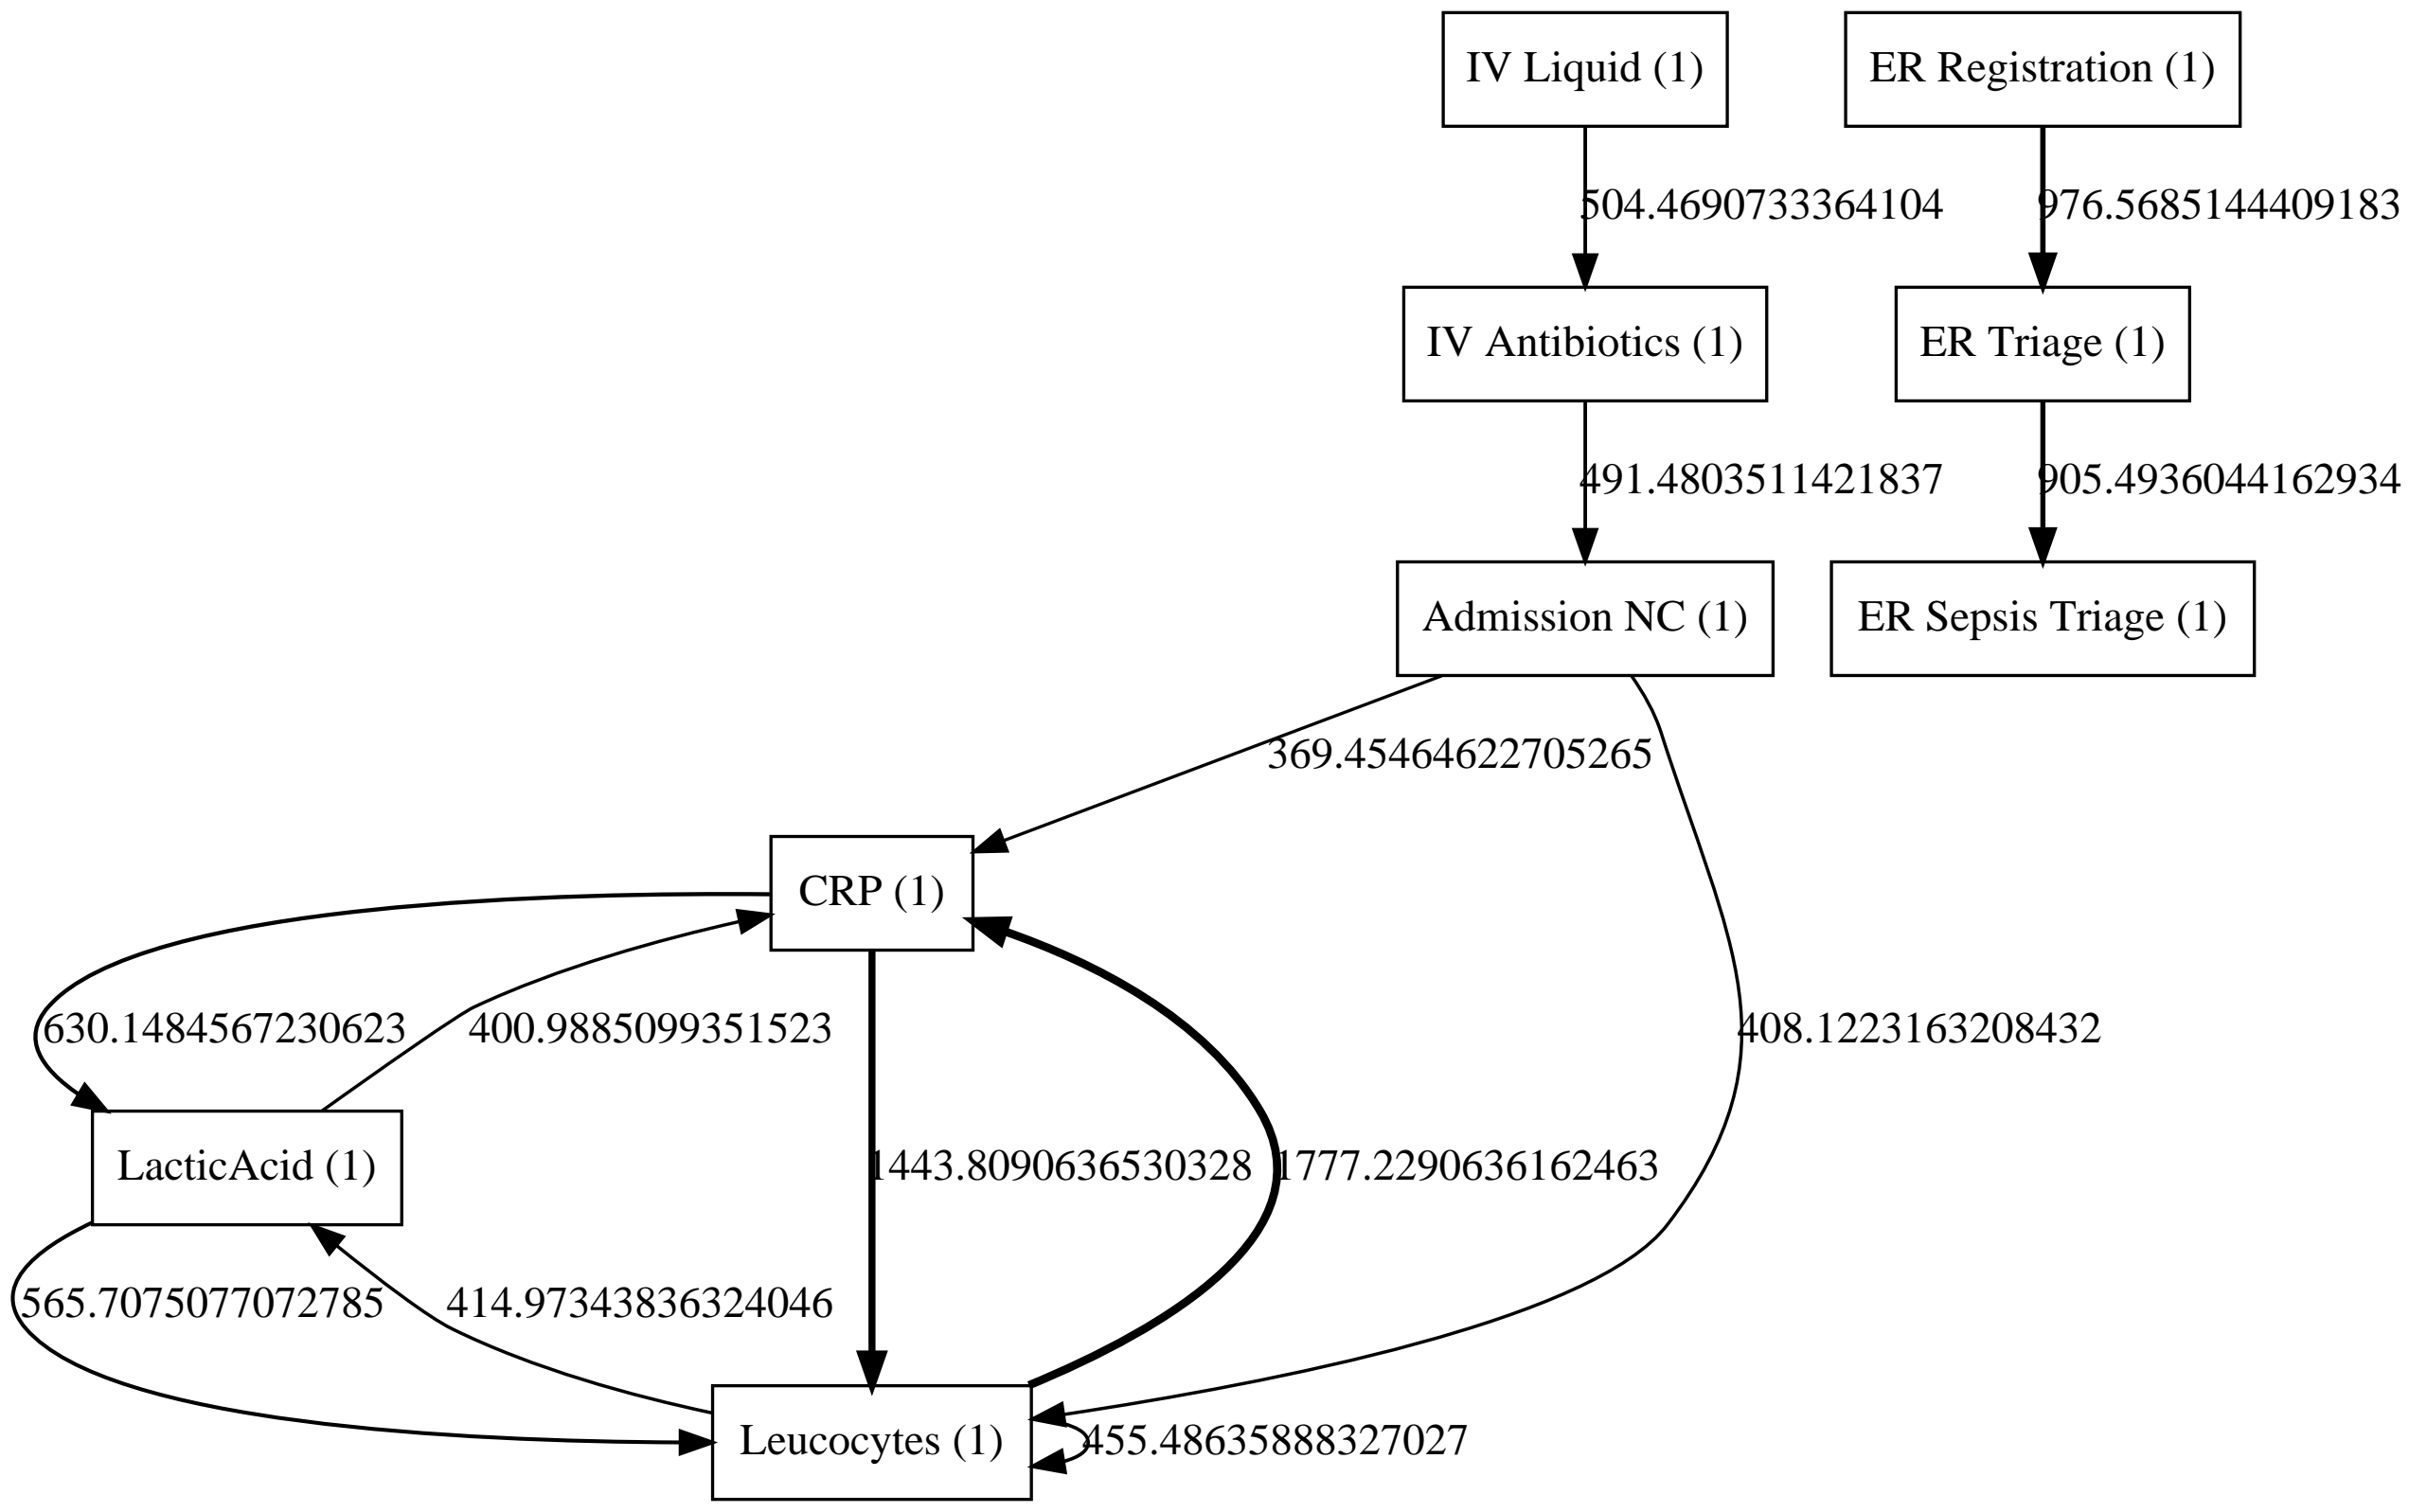 IV Liquid (1)
ER Registration (1)
504.4690733364104
976.5685144409183
IV Antibiotics (1)
ER Triage (1)
491.4803511421837
905.4936044162934
Admission NC (1)
ER Sepsis Triage (1)
369.45464622705265
CRP (1)
630.1484567230623
400.9885099351523
408.1223163208432
LacticAcid (1)
1443.8090636530328
1777.2290636162463
565.7075077072785
414.97343836324046
Leucocytes (1)
455.48635888327027